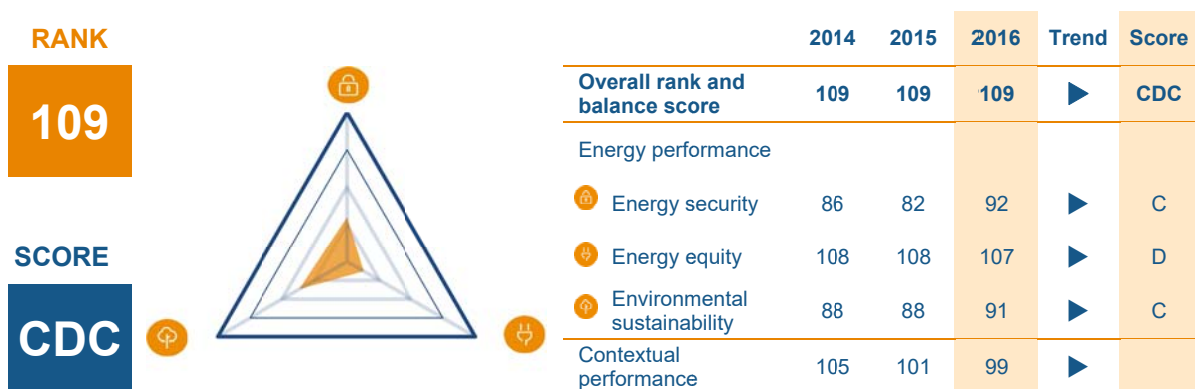 RANK
109
SCORE
CDC
2014 2015 2016 Trend Score
Overall rank and
balance score 109 109 109 CDC
Energy performance
Energy security 86 82 92 C
Energy equity 108 108 107 D
Environmental
sustainability 88 88 91 C
Contextual
performance 105 101 99